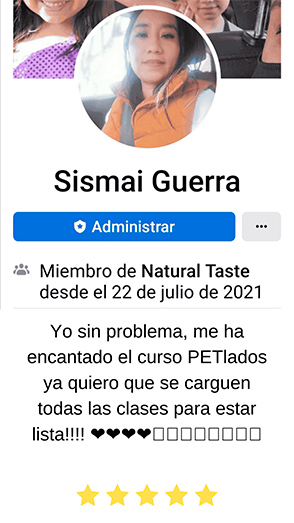 Sismai Guerra
Administrar
Miembro de Natural Taste
desde el 22 de julio de 2021
Yo sin problema, me ha
encantado el curso PETlados
ya quiero que se carguen
todas las clases para estar
lista!!!! ❤❤❤❤□□□□□□□□